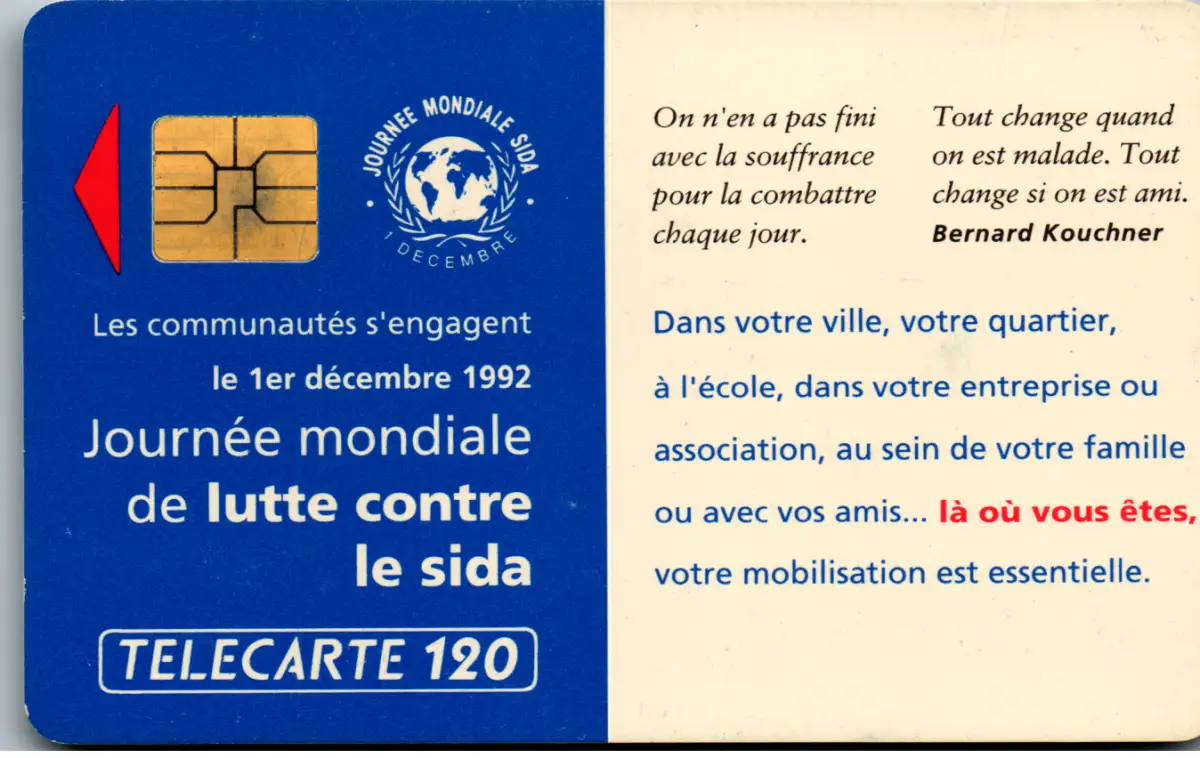 JOURNEE MONDIALE SIDA
1 DECEMBRE
Les communautés s'engagent
le 1er décembre 1992
Journée mondiale
de lutte contre
le sida
TELECARTE 120
On n'en a pas fini
avec la souffrance
pour la combattre
chaque jour.
Tout change quand
on est malade. Tout
change si on est ami.
Bernard Kouchner
Dans votre ville, votre quartier,
à l'école, dans votre entreprise ou
association, au sein de votre famille
ou avec vos amis... là où vous êtes,
votre mobilisation est essentielle.